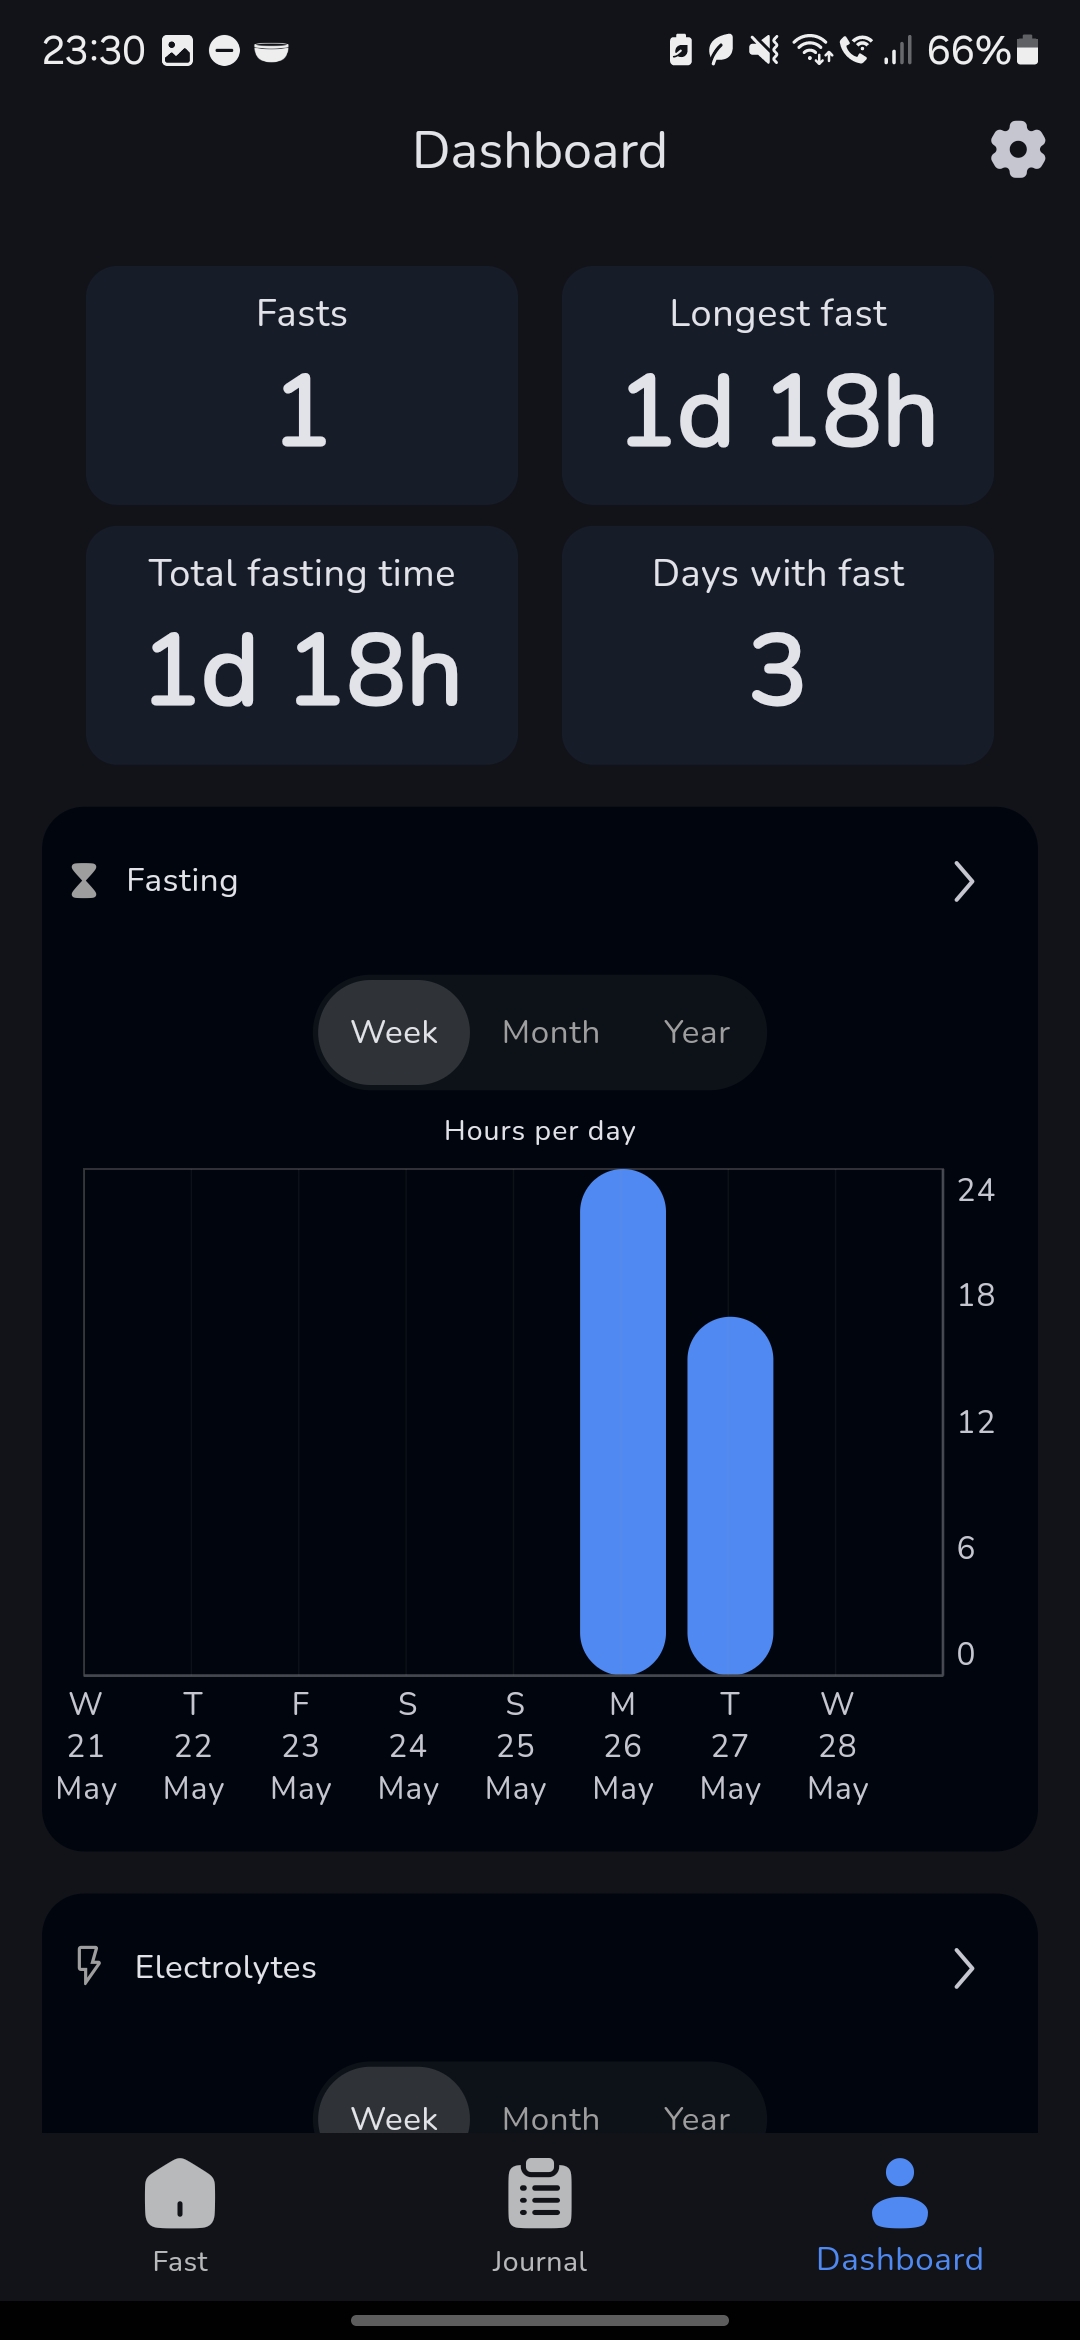 23:30 66%
Dashboard
Fasts Longest fast
1 1d 18h
Total fasting time Days with fast
1d 18h 3
Fasting
Week Month Year
Hours per day
24
18
12
6
0
W T F S S M T W
21 22 23 24 25 26 27 28
May May May May May May May May
Electrolytes
Week Month Year
Fast Journal Dashboard